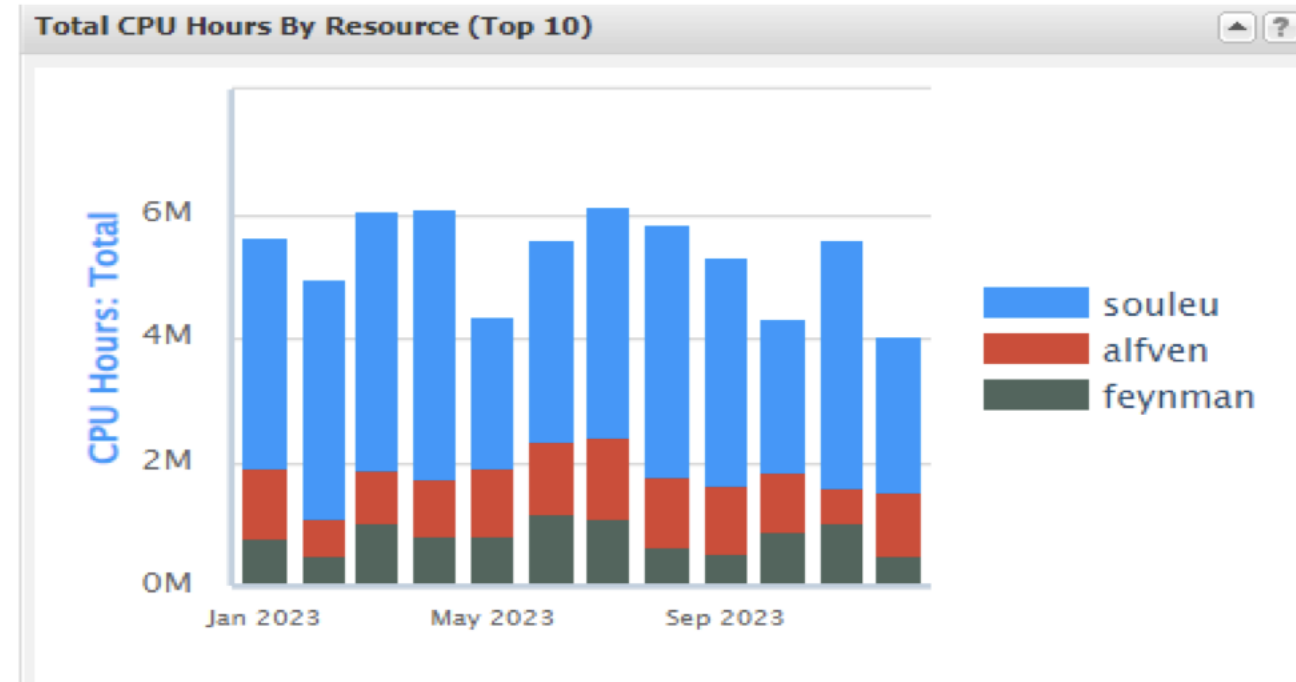 Total CPU Hours By Resource (Top 10)
?
CPU Hours: Total
6M
4M
2M
0M
Jan 2023
May 2023
Sep 2023
souleu
alfven
feynman